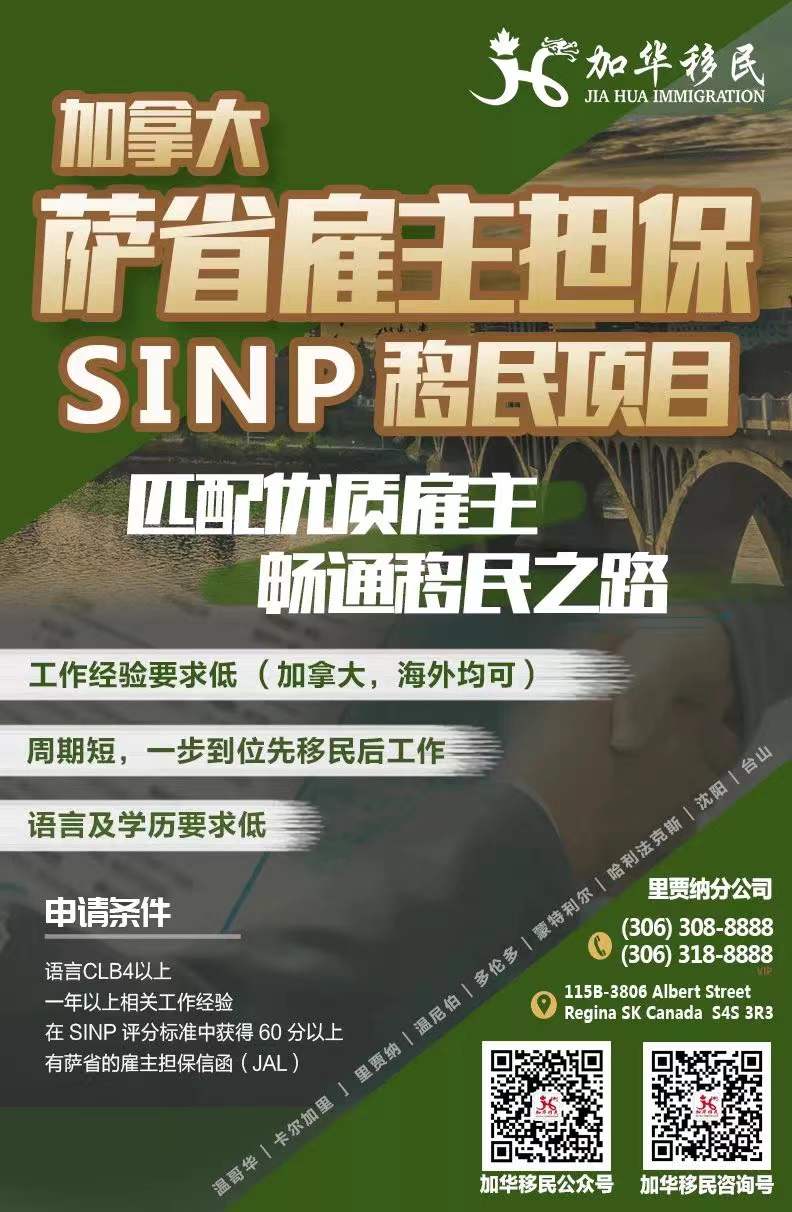 加华移民
JIA HUA IMMIGRATION
加拿大
萨省雇主担保
SINP 移民项目
匹配优质雇主
畅通移民之路
工作经验要求低（加拿大，海外均可）
周期短，一步到位先移民后工作
语言及学历要求低
申请条件
语言CLB4以上
一年以上相关工作经验
在 SINP 评分标准中获得 60 分以上
有萨省的雇主担保信函（JAL）
温哥华 | 卡尔加里 | 里贾纳 | 温尼伯 | 多伦多 | 蒙特利尔 | 哈利法克斯 | 沈阳 | 台山
里贾纳分公司
(306) 308-8888
(306) 318-8888
VIP
115B-3806 Albert Street
Regina SK Canada S4S 3R3
加华移民公众号
加华移民咨询号